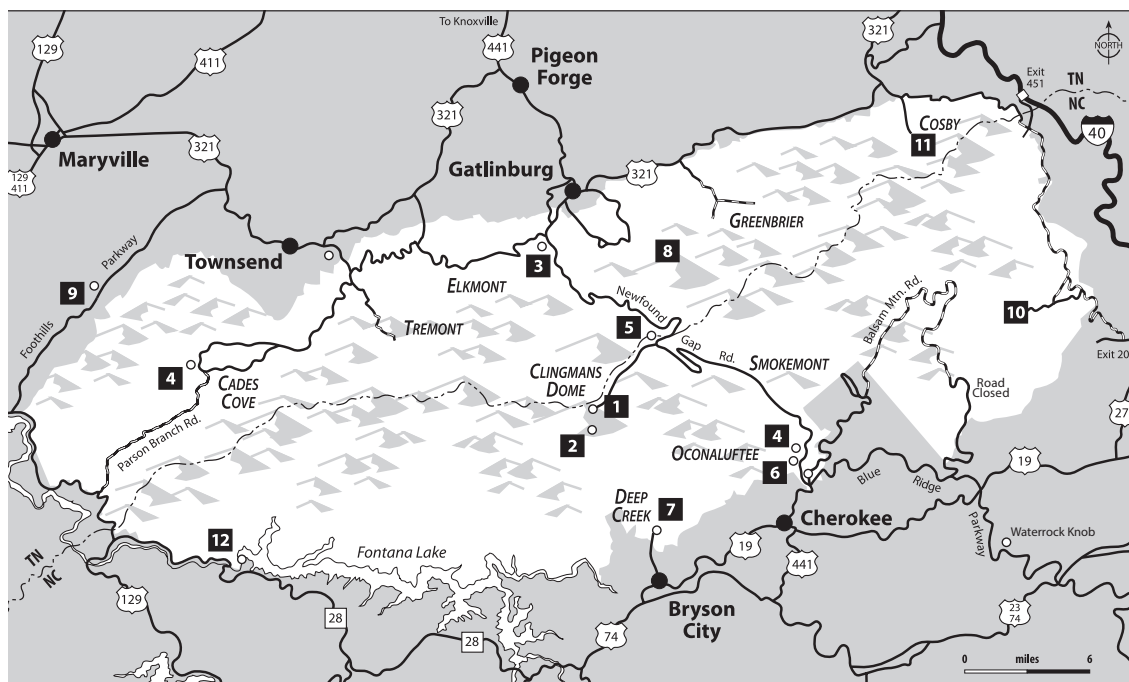 To Knoxville
129
411
441
321
NORTH
Pigeon
Forge
Exit
451
TN
NC
40
321
COSBY
11
Maryville
321
129
411
Gatlinburg
321
GREENBRIER
8
Townsend
3
ELKMONT
9
Foothills
Parkway
TREMONT
Newfound
Gap
Rd.
5
Balsam Mtn. Rd.
10
Exit 20
4
CADES
COVE
CLINGMANS
DOME
SMOKEMONT
Road
Closed
1
2
Parson Branch Rd.
4
OCONALUFTEE
6
276
19
Blue
Ridge
Parkway
DEEP
CREEK
7
Cherokee
Waterrock Knob
12
Fontana Lake
19
441
TN
NC
129
28
28
Bryson
City
74
23
74
0 miles 6